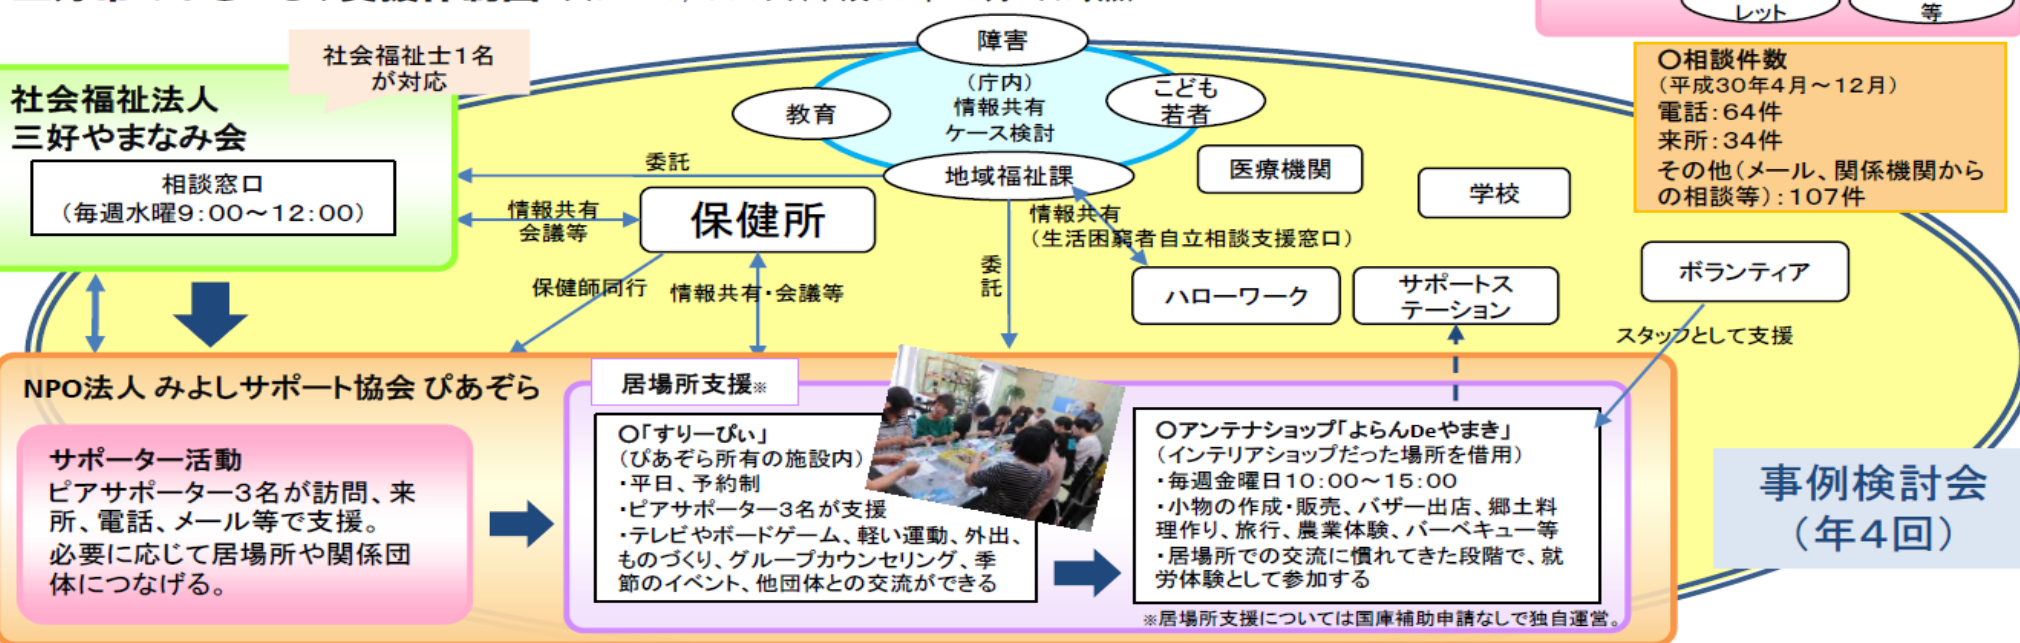 レット
等
社会福祉士1名
が対応
障害
(庁内)
情報共有
ケース検討
教育
こども
若者
地域福祉課
〇相談件数
(平成30年4月～12月)
電話:64件
来所:34件
その他(メール、関係機関から
の相談等):107件
社会福祉法人
三好やまなみ会
相談窓口
(毎週水曜9:00～12:00)
委託
情報共有
会議等
保健所
医療機関
学校
情報共有
(生活困窮者自立相談支援窓口)
保健師同行
情報共有・会議等
委託
ハローワーク
サポートス
テーション
ボランティア
スタッフとして支援
NPO法人 みよしサポート協会 ぴあぞら
サポーター活動
ピアサポーター3名が訪問、来
所、電話、メール等で支援。
必要に応じて居場所や関係団
体につなげる。
居場所支援※
〇「すりーぴぃ」
(ぴあぞら所有の施設内)
・平日、予約制
・ピアサポーター3名が支援
・テレビやボードゲーム、軽い運動、外出、
ものづくり、グループカウンセリング、季
節のイベント、他団体との交流ができる
〇アンテナショップ「よらんDeやまき」
(インテリアショップだった場所を借用)
・毎週金曜日10:00～15:00
・小物の作成・販売、バザー出店、郷土料
理作り、旅行、農業体験、バーベキュー等
・居場所での交流に慣れてきた段階で、就
労体験として参加する
※居場所支援については国庫補助申請なしで独自運営。
事例検討会
(年4回)